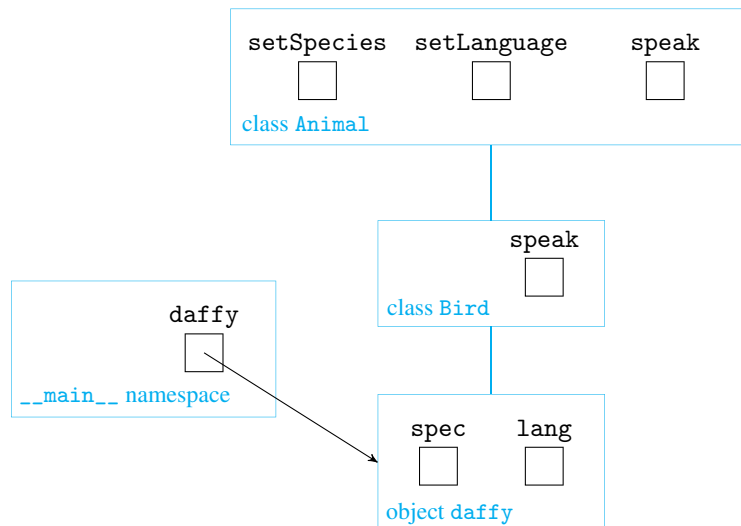 setSpecies setLanguage speak
class Animal
speak
class Bird
daffy
__main__ namespace
spec lang
object daffy